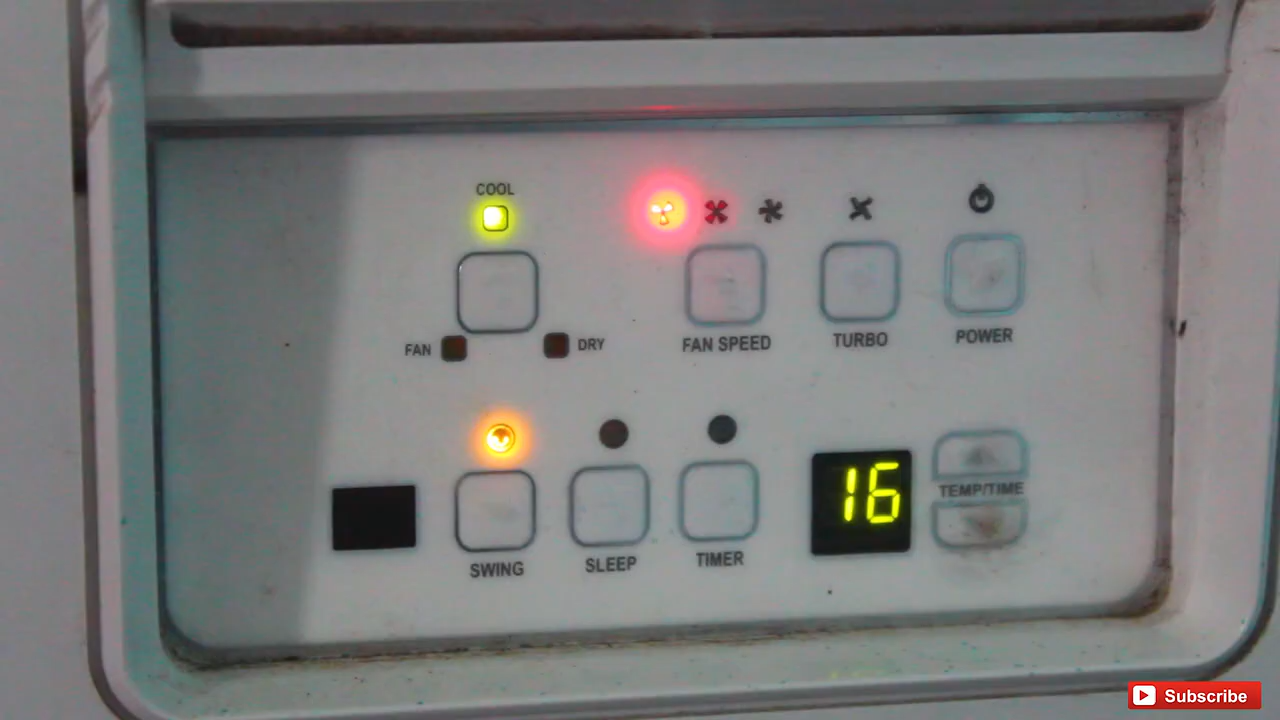 COOL
FAN
DRY
FAN SPEED
TURBO
POWER
SWING
SLEEP
TIMER
16
TEMP/TIME
Subscribe